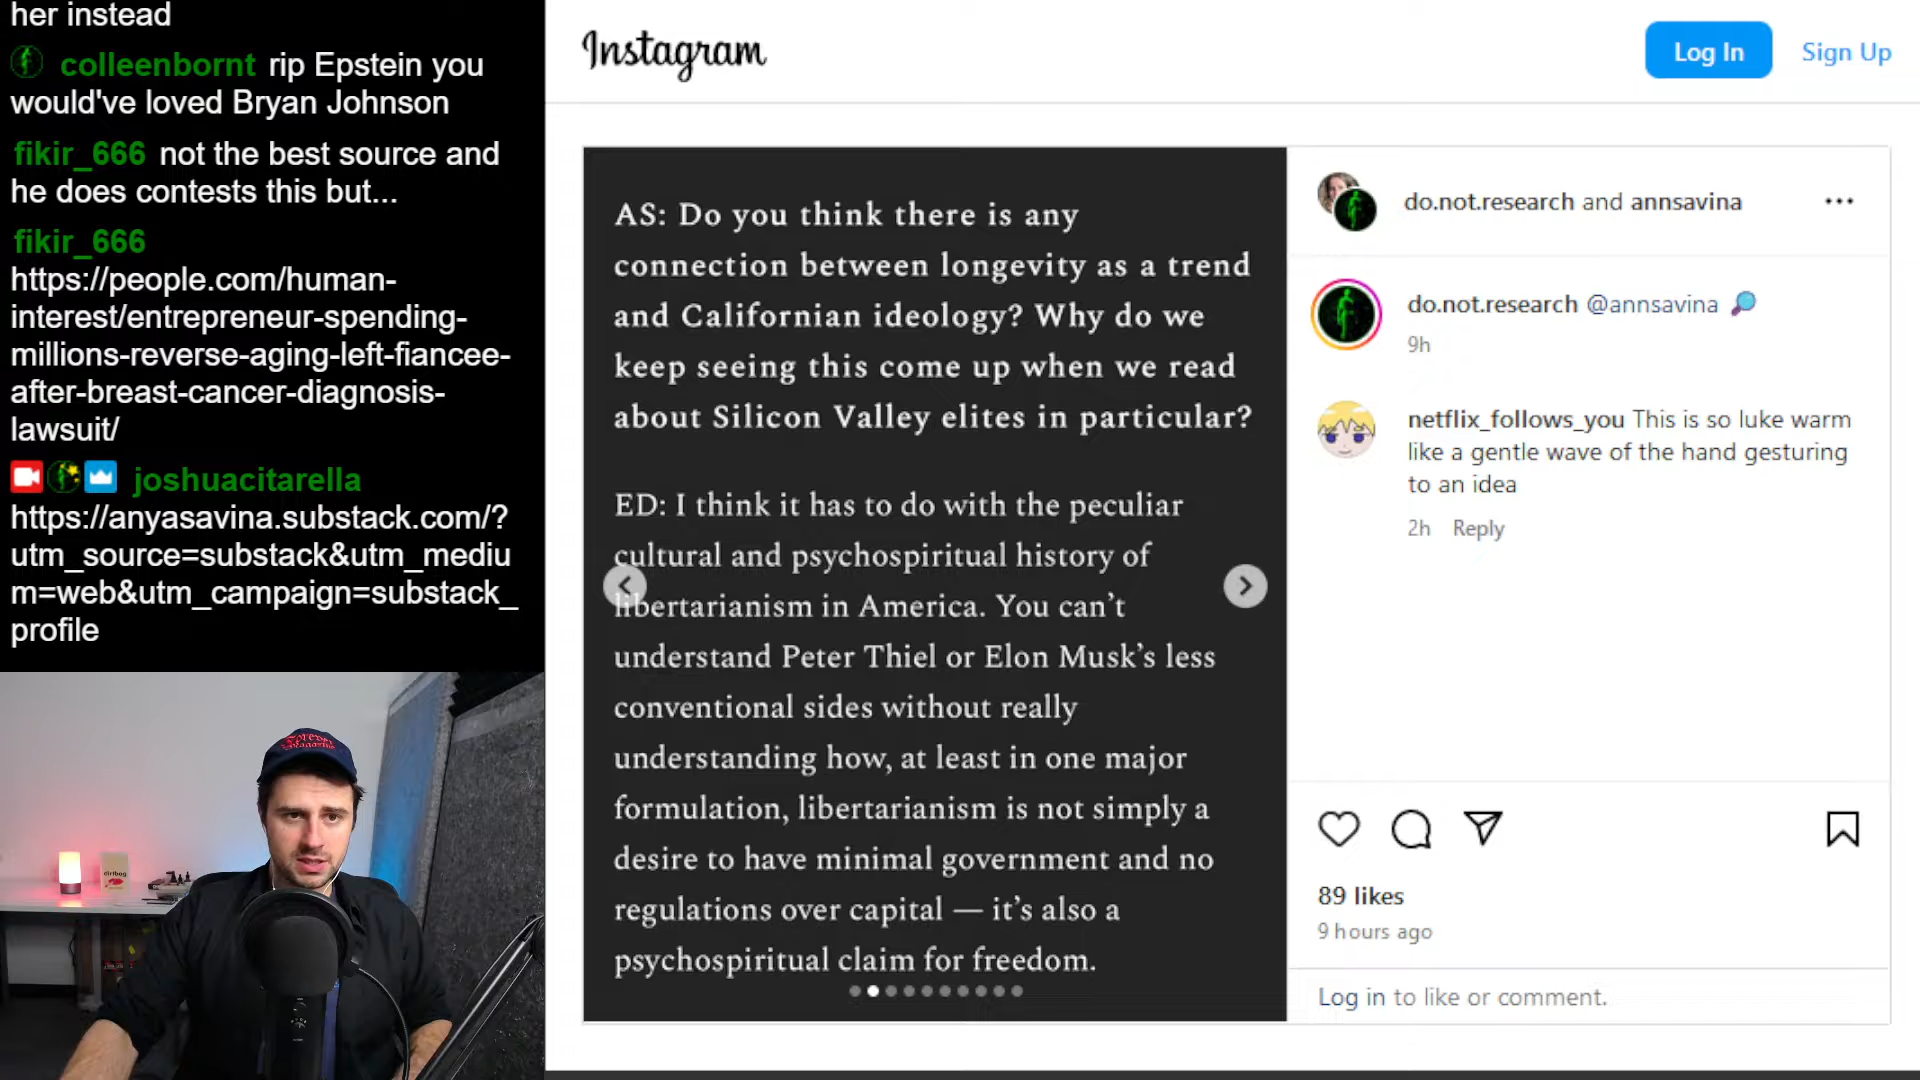 her instead
colleenbornt rip Epstein you
would've loved Bryan Johnson
fikir_666 not the best source and
he does contests this but...
fikir_666
https://people.com/human-
interest/entrepreneur-spending-
millions-reverse-aging-left-fiancee-
after-breast-cancer-diagnosis-
lawsuit/
joshuacitarella
https://anyasavina.substack.com/?
utm_source=substack&utm_mediu
m=web&utm_campaign=substack_
profile
Forever
Magazine
dirtbag
Instagram
Log In
Sign Up
AS: Do you think there is any
connection between longevity as a trend
and Californian ideology? Why do we
keep seeing this come up when we read
about Silicon Valley elites in particular?
ED: I think it has to do with the peculiar
cultural and psychospiritual history of
libertarianism in America. You can’t
understand Peter Thiel or Elon Musk’s less
conventional sides without really
understanding how, at least in one major
formulation, libertarianism is not simply a
desire to have minimal government and no
regulations over capital — it’s also a
psychospiritual claim for freedom.
do.not.research and annsavina
do.not.research @annsavina
9h
netflix_follows_you This is so luke warm
like a gentle wave of the hand gesturing
to an idea
2h Reply
89 likes
9 hours ago
Log in to like or comment.